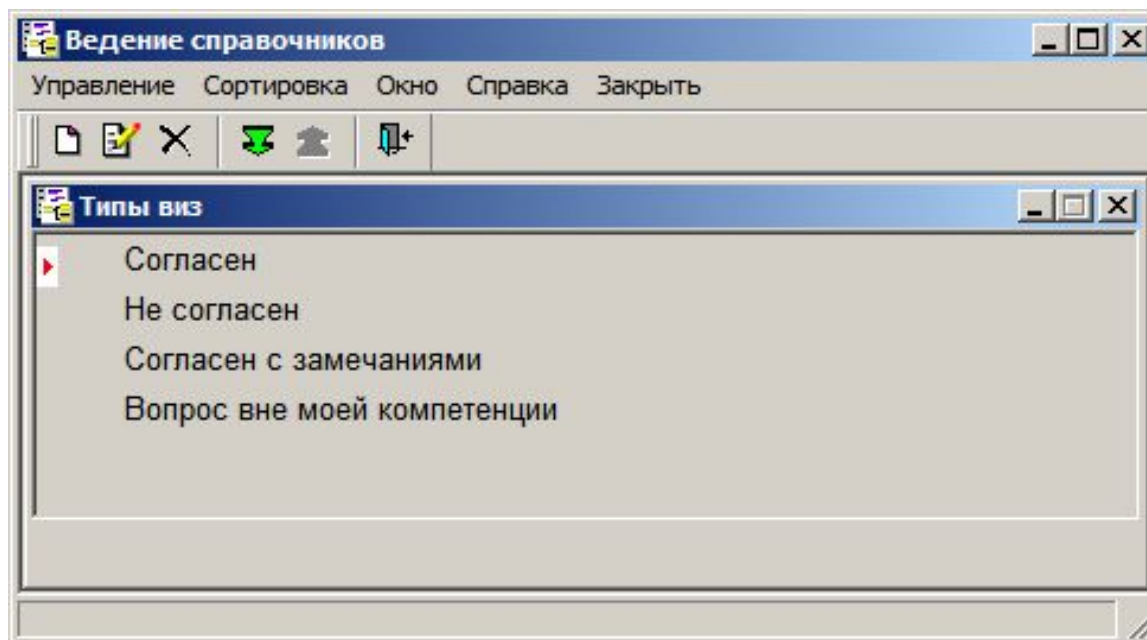 Ведение справочников
Управление Сортировка Окно Справка Закрыть
Типы виз
Согласен
Не согласен
Согласен с замечаниями
Вопрос вне моей компетенции